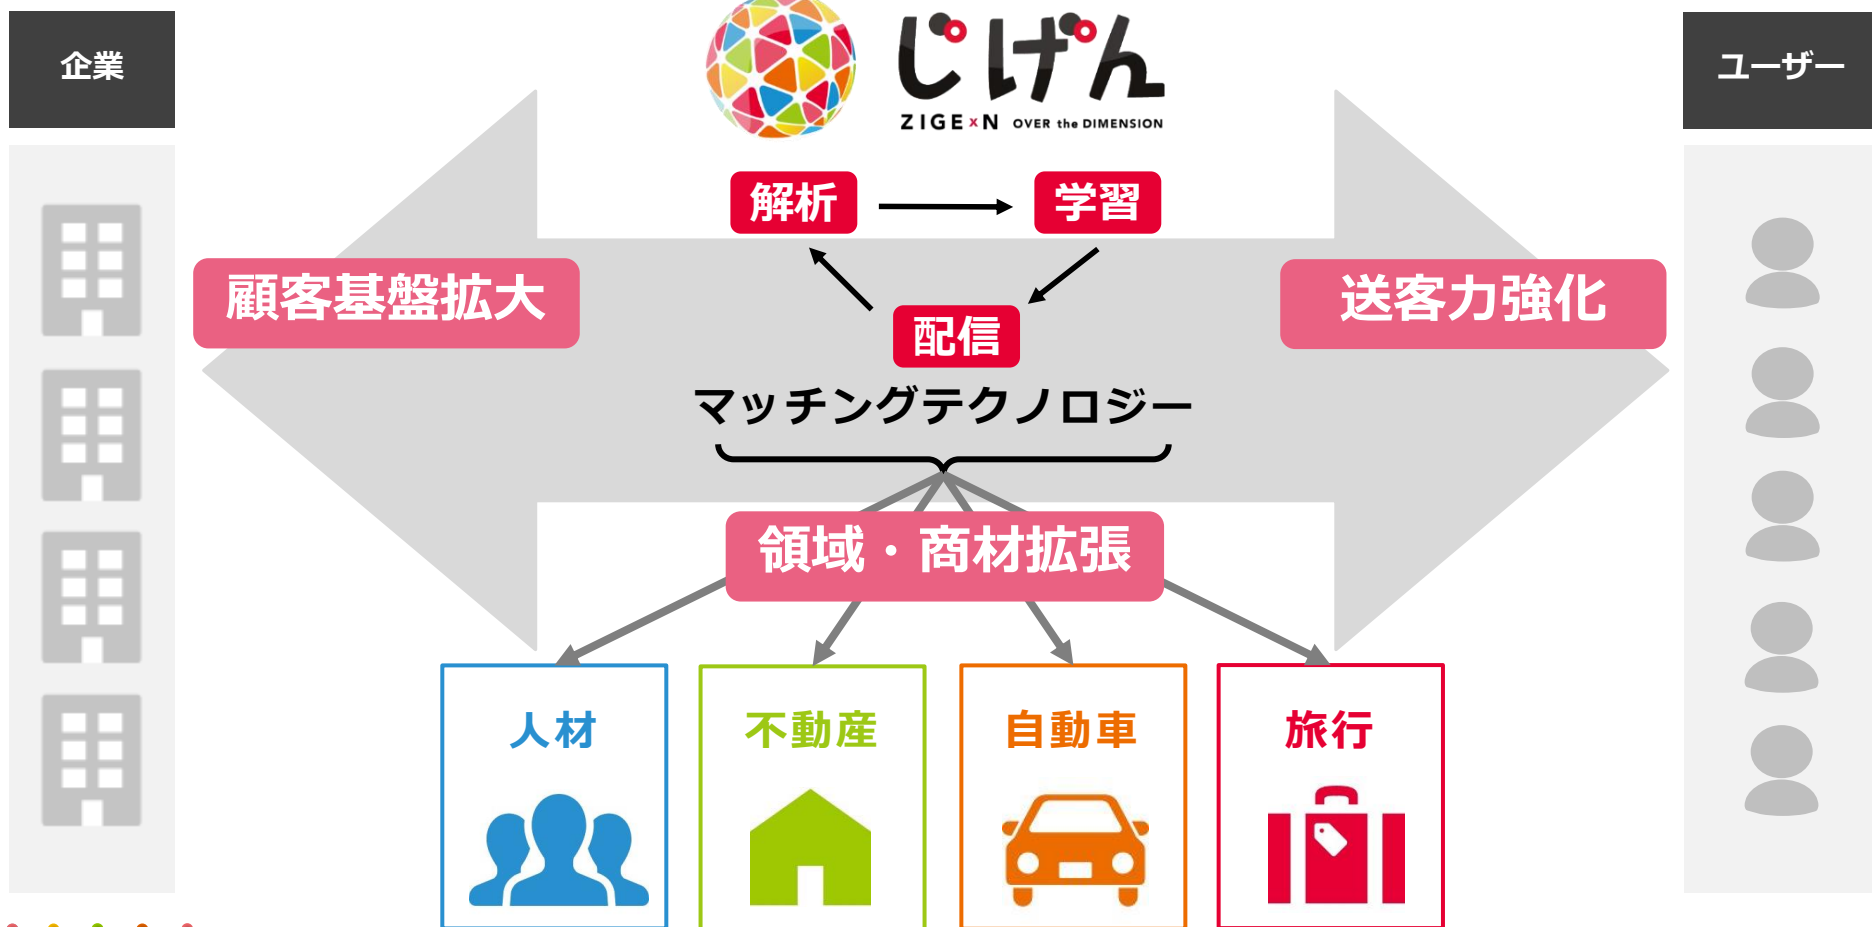 企業
じげん
ZIGExN OVER the DIMENSION
ユーザー
解析
学習
顧客基盤拡大
送客力強化
配信
マッチングテクノロジー
領域・商材拡張
人材
不動産
自動車
旅行